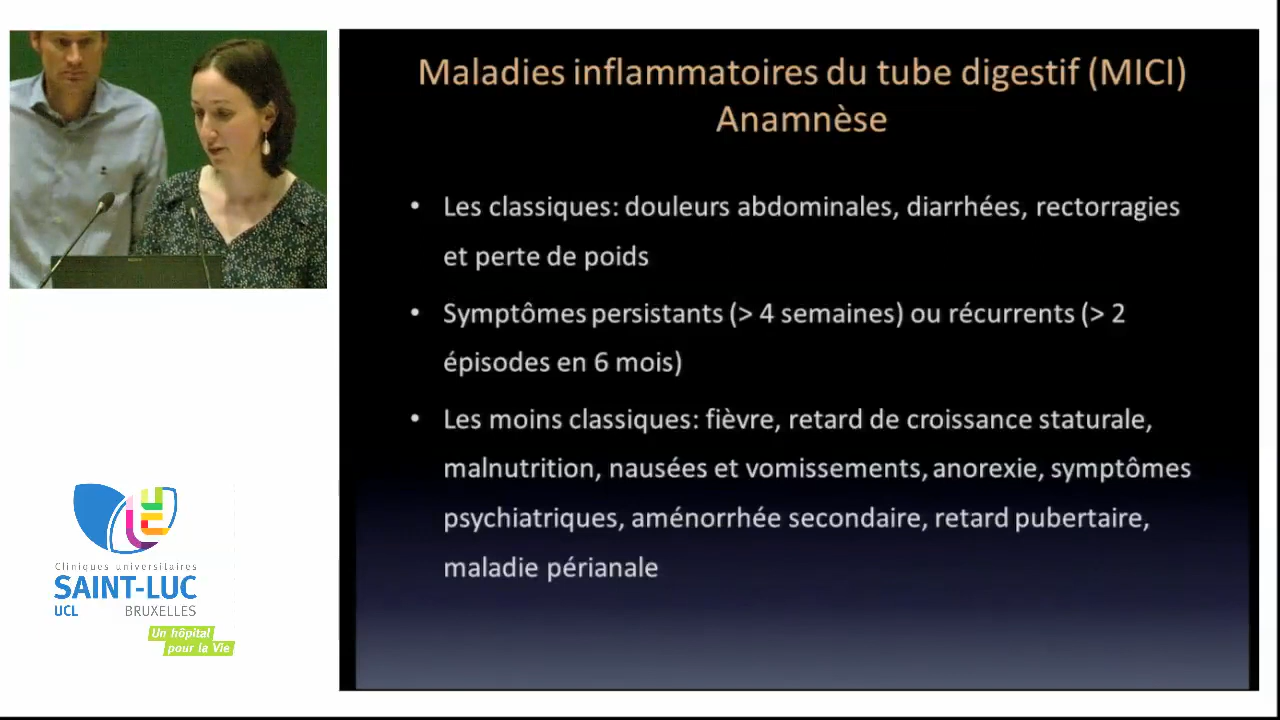 Maladies inflammatoires du tube digestif (MICI)
Anamnèse
• Les classiques: douleurs abdominales, diarrhées, rectorragies
et perte de poids
• Symptômes persistants (> 4 semaines) ou récurrents (> 2
épisodes en 6 mois)
• Les moins classiques: fièvre, retard de croissance staturale,
malnutrition, nausées et vomissements, anorexie, symptômes
psychiatriques, aménorrhée secondaire, retard pubertaire,
maladie périanale
Cliniques universitaires
SAINT-LUC
UCL BRUXELLES
Un hôpital
pour la Vie